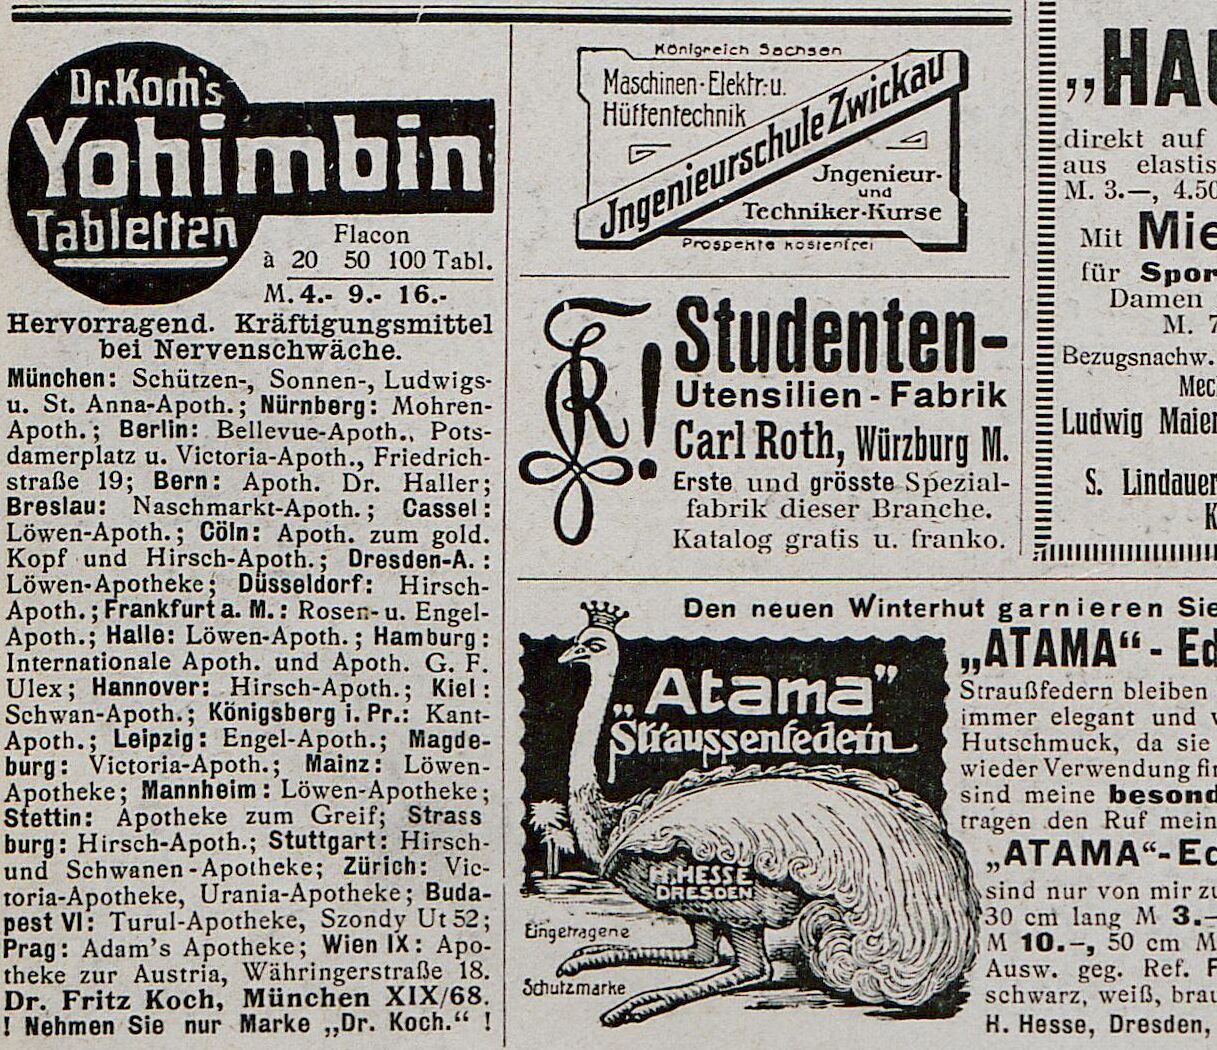 Dr. Koch's
Yohimbin
Tabletten
Flacon
à 20 50 100 Tabl.
M. 4.- 9.- 16.-
Hervorragend. Kräftigungsmittel
bei Nervenschwäche.
München: Schützen-, Sonnen-, Ludwigs-
u. St. Anna-Apoth.; Nürnberg: Mohren-
Apoth.; Berlin: Bellevue-Apoth., Pots-
damerplatz u. Victoria-Apoth., Friedrich-
straße 19; Bern: Apoth. Dr. Haller;
Breslau: Naschmarkt-Apoth.; Cassel:
Löwen-Apoth.; Cöln: Apoth. zum gold.
Kopf und Hirsch-Apoth.; Dresden-A.:
Löwen-Apotheke; Düsseldorf: Hirsch-
Apoth.; Frankfurt a. M.: Rosen- u. Engel-
Apoth.; Halle: Löwen-Apoth.; Hamburg:
Internationale Apoth. und Apoth. G. F.
Ulex; Hannover: Hirsch-Apoth.; Kiel:
Schwan-Apoth.; Königsberg i. Pr.: Kant-
Apoth.; Leipzig: Engel-Apoth.; Magde-
burg: Victoria-Apoth.; Mainz: Löwen-
Apotheke; Mannheim: Löwen-Apotheke;
Stettin: Apotheke zum Greif; Strass
burg: Hirsch-Apoth.; Stuttgart: Hirsch-
und Schwanen-Apotheke; Zürich: Vic-
toria-Apotheke, Urania-Apotheke; Buda-
pest VI: Turul-Apotheke, Szondy Ut 52;
Prag: Adam's Apotheke; Wien IX: Apo-
theke zur Austria, Währingerstraße 18.
Dr. Fritz Koch, München XIX/68.
! Nehmen Sie nur Marke „Dr. Koch." !
Königreich Sachsen
Maschinen-Elektr.-u.
Hüttentechnik
Jngenieurschule Zwickau
Jngenieur-
und
Techniker-Kurse
Prospekte kostenfrei
Studenten-
Utensilien-Fabrik
Carl Roth, Würzburg M.
Erste und grösste Spezial-
fabrik dieser Branche.
Katalog gratis u. franko.
„HAU
direkt auf
aus elastis
M. 3.—, 4.50
Mit Mie
für Spor
Damen
M. 7
Bezugsnachw.
Mec
Ludwig Maier
S. Lindauer
K
Den neuen Winterhut garnieren Sie
„Atama"
Straussenfedern
H. HESSE
DRESDEN
Eingetragene
Schutzmarke
„ATAMA“-Ed
Straußfedern bleiben
immer elegant und
Hutschmuck, da sie
wieder Verwendung fin
sind meine besond
tragen den Ruf mein
„ATAMA“-Ed
sind nur von mir zu
30 cm lang M 3.—
M 10.—, 50 cm M
Ausw. geg. Ref. F
schwarz, weiß, brau
H. Hesse, Dresden,